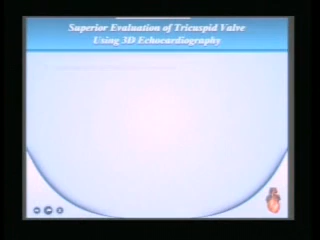 Superior Evaluation of Tricuspid Valve
Using 3D Echocardiography